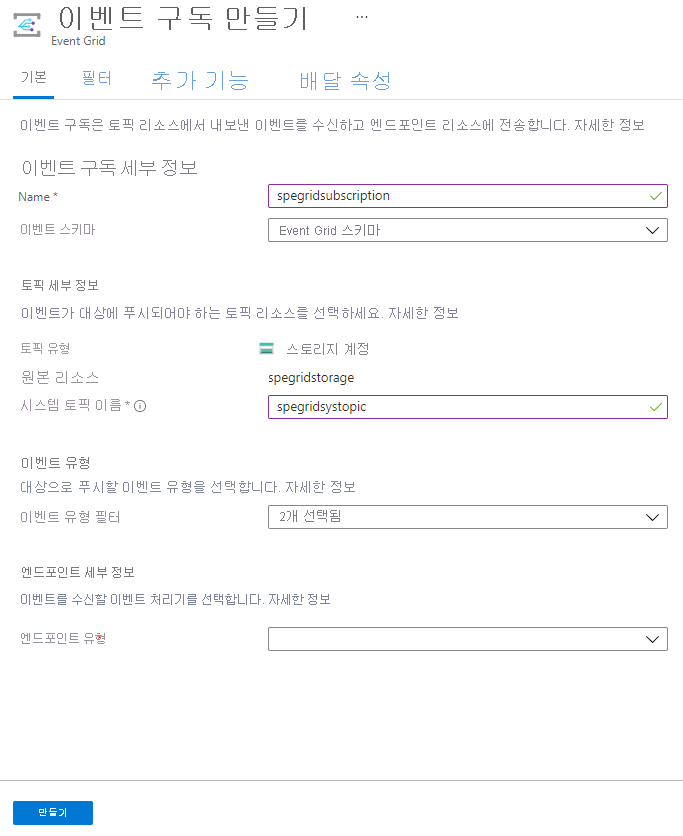 이벤트 구독 만들기 ...
Event Grid
기본 필터 추가 기능 배달 속성
이벤트 구독은 토픽 리소스에서 내보낸 이벤트를 수신하고 엔드포인트 리소스에 전송합니다. 자세한 정보
이벤트 구독 세부 정보
Name * spegridsubscription
이벤트 스키마 Event Grid 스키마
토픽 세부 정보
이벤트가 대상에 푸시되어야 하는 토픽 리소스를 선택하세요. 자세한 정보
토픽 유형 스토리지 계정
원본 리소스 spegridstorage
시스템 토픽 이름 * spegridsystopic
이벤트 유형
대상으로 푸시할 이벤트 유형을 선택합니다. 자세한 정보
이벤트 유형 필터 2개 선택됨
엔드포인트 세부 정보
이벤트를 수신할 이벤트 처리기를 선택합니다. 자세한 정보
엔드포인트 유형 *
만들기